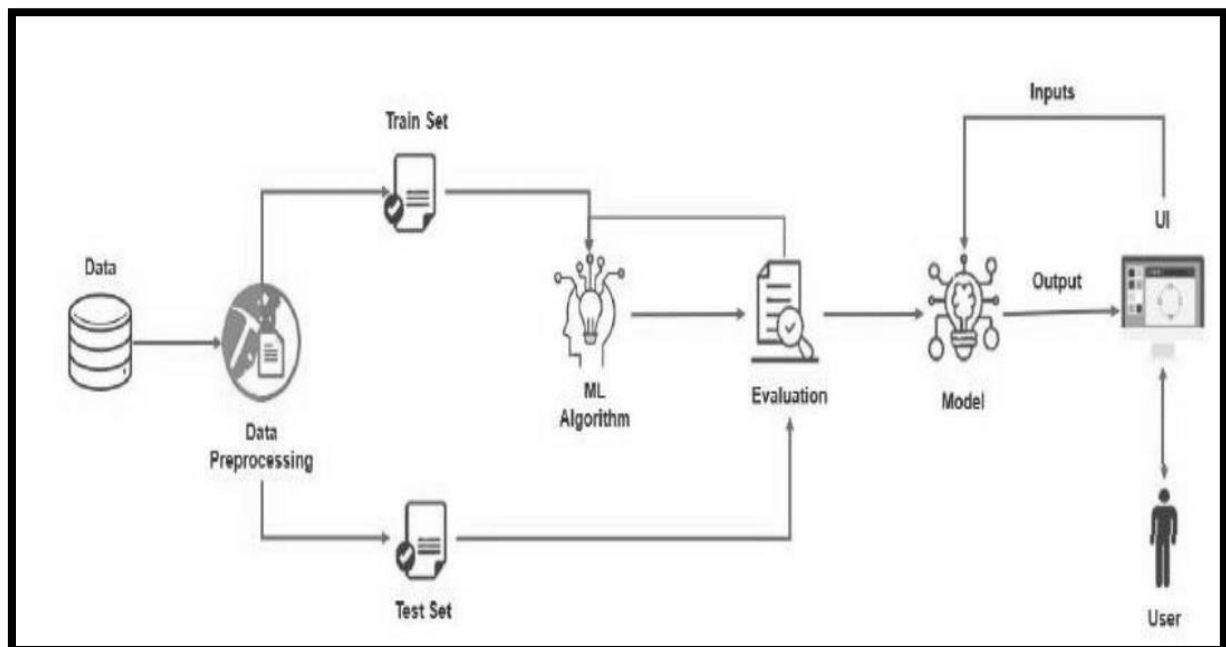 Inputs
Train Set
UI
Data
Output
ML
Algorithm
Evaluation
Model
Data
Preprocessing
Test Set
User